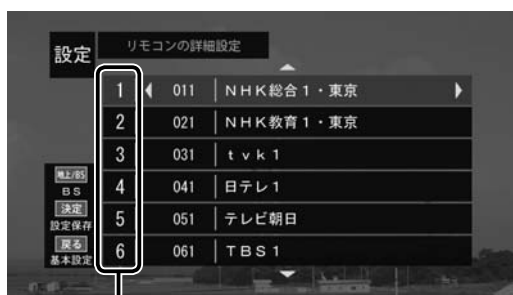 設定
リモコンの詳細設定
1 011 NHK総合1・東京
2 021 NHK教育1・東京
3 031 tvk1
4 041 日テレ1
5 051 テレビ朝日
6 061 TBS1
地上/BS
BS
決定
設定保存
戻る
基本設定